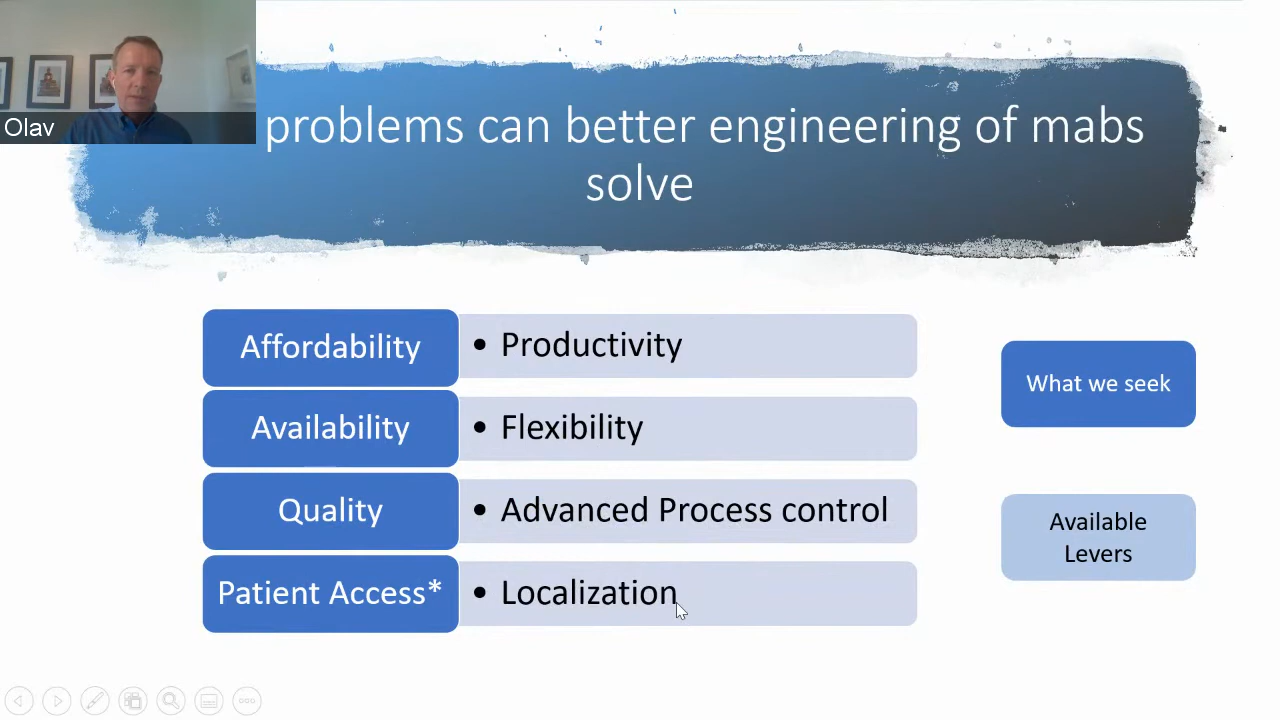 Olav
problems can better engineering of mabs
solve
Affordability
• Productivity
Availability
• Flexibility
Quality
• Advanced Process control
Patient Access*
• Localization
What we seek
Available
Levers